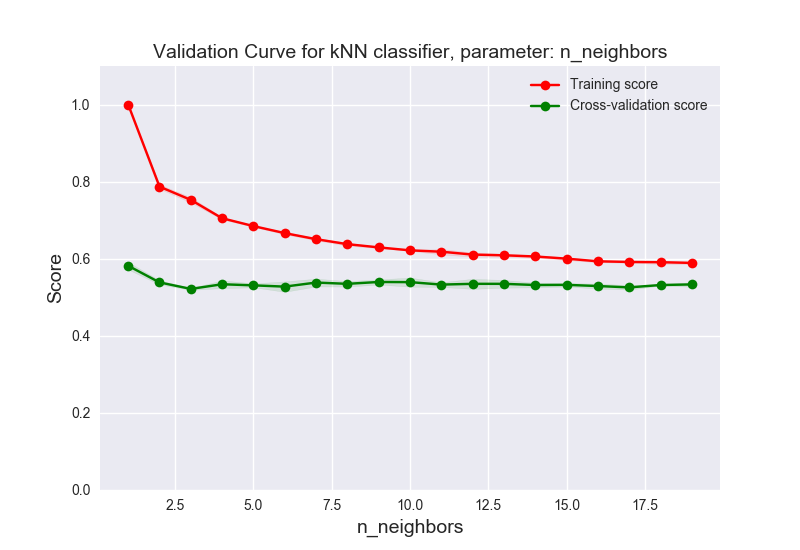 Validation Curve for kNN classifier, parameter: n_neighbors
Training score
Cross-validation score
1.0
0.8
0.6
0.4
0.2
0.0
Score
2.5 5.0 7.5 10.0 12.5 15.0 17.5
n_neighbors